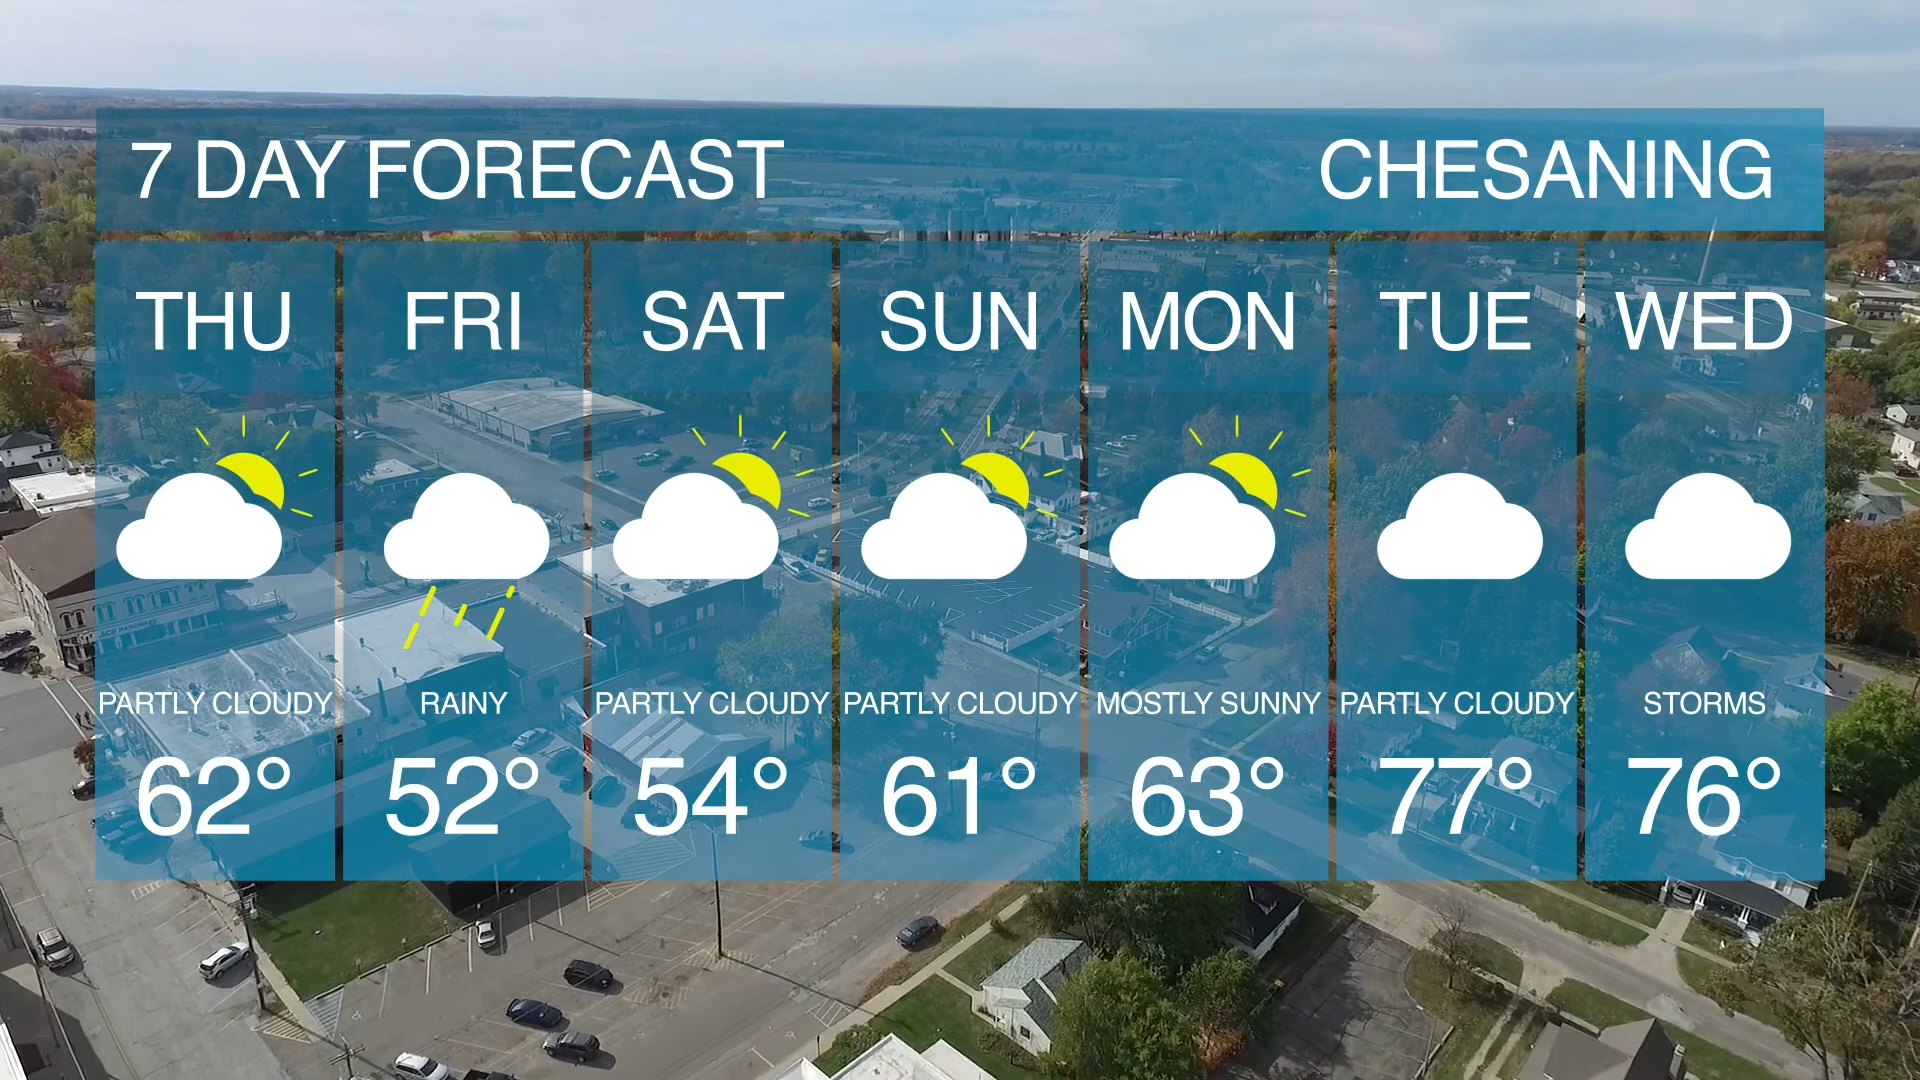 7 DAY FORECAST CHESANING
THU FRI SAT SUN MON TUE WED
PARTLY CLOUDY RAINY PARTLY CLOUDY PARTLY CLOUDY MOSTLY SUNNY PARTLY CLOUDY STORMS
62° 52° 54° 61° 63° 77° 76°